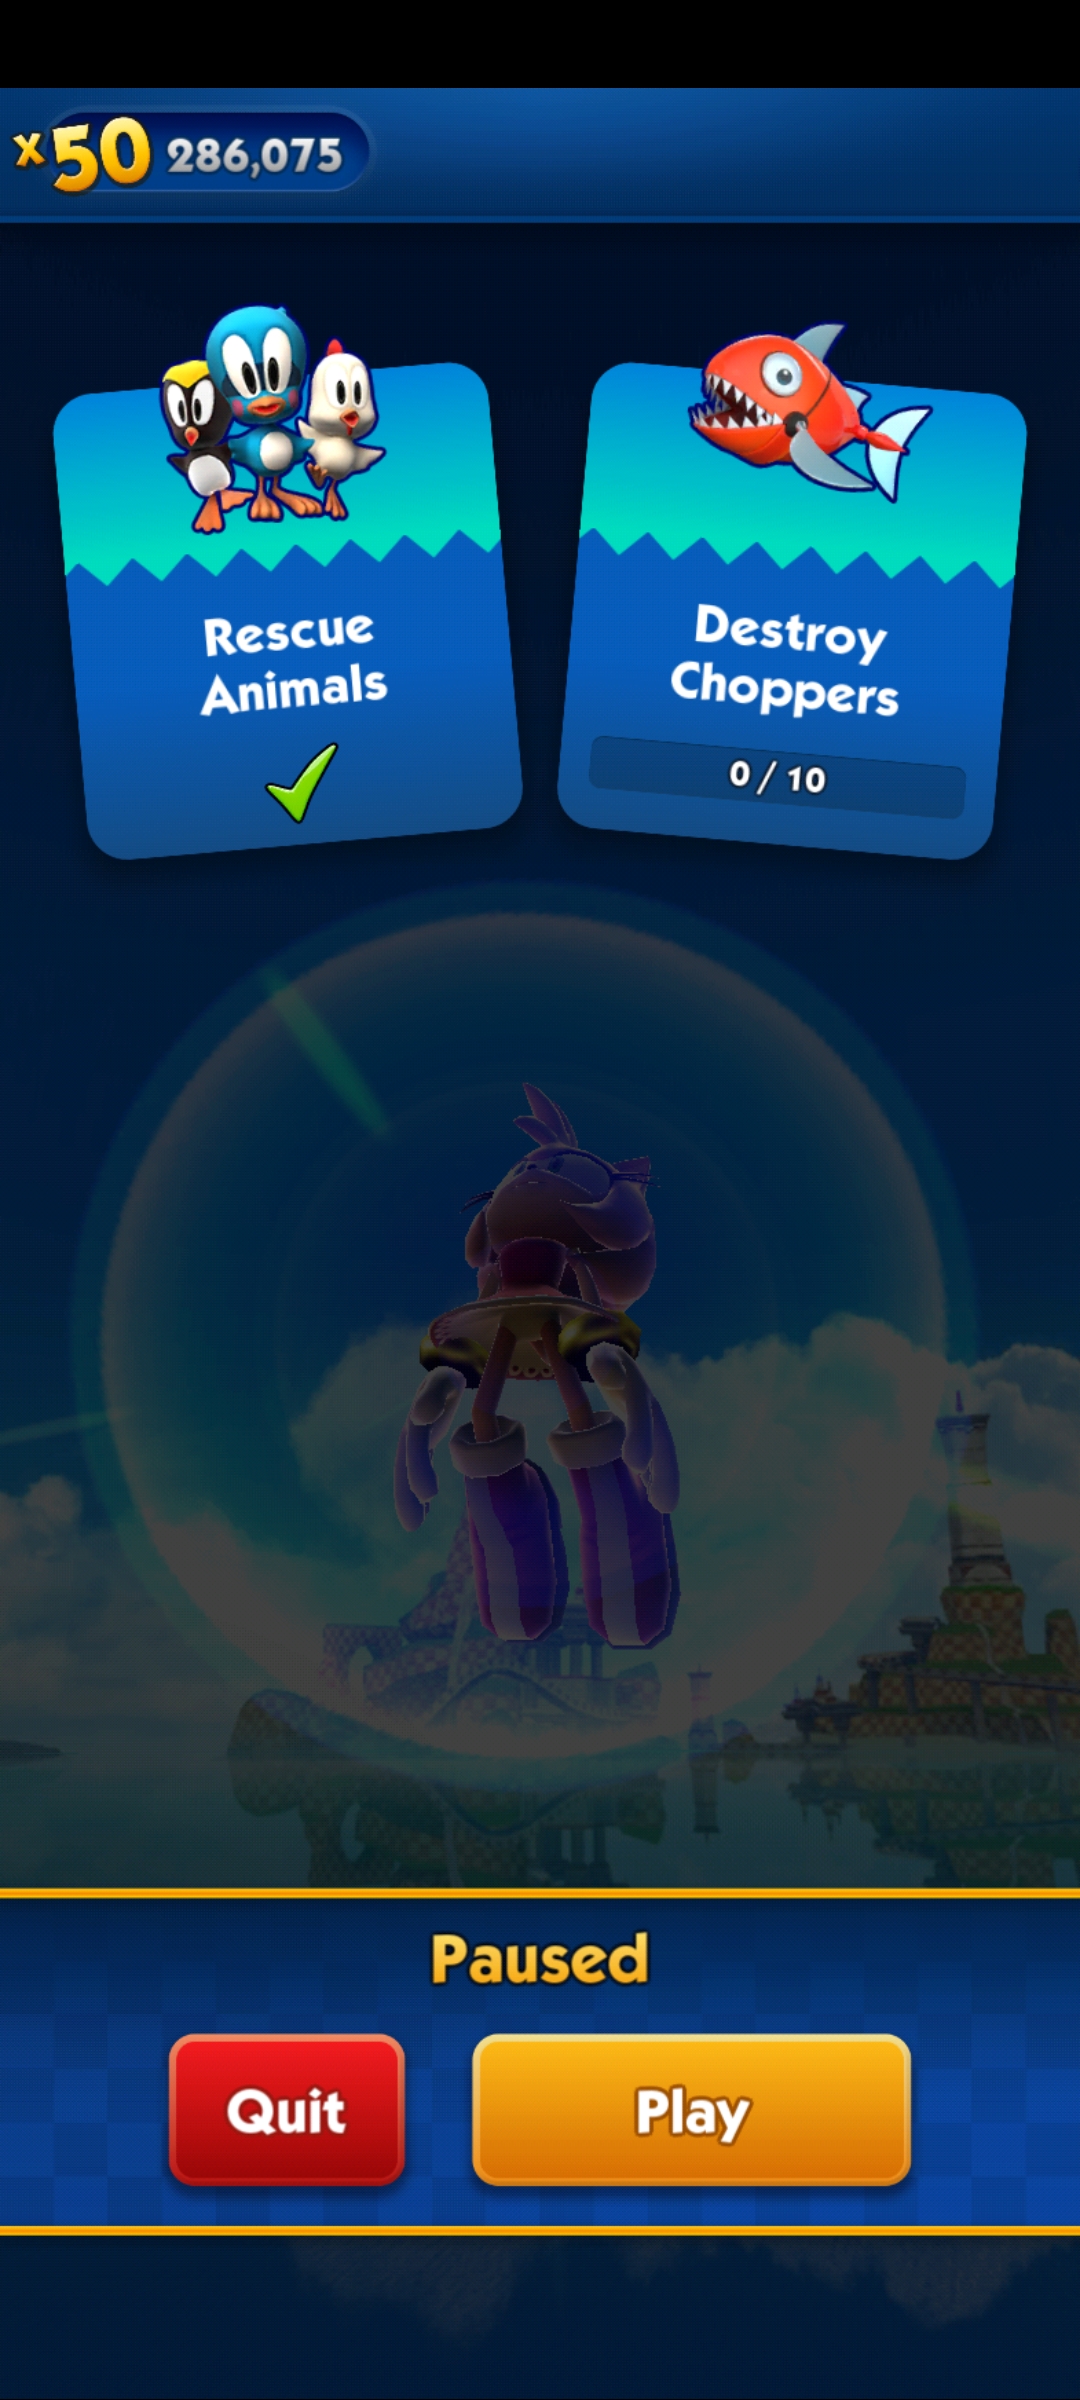 x50 286,075
Rescue
Animals
Destroy
Choppers
0 / 10
Paused
Quit
Play